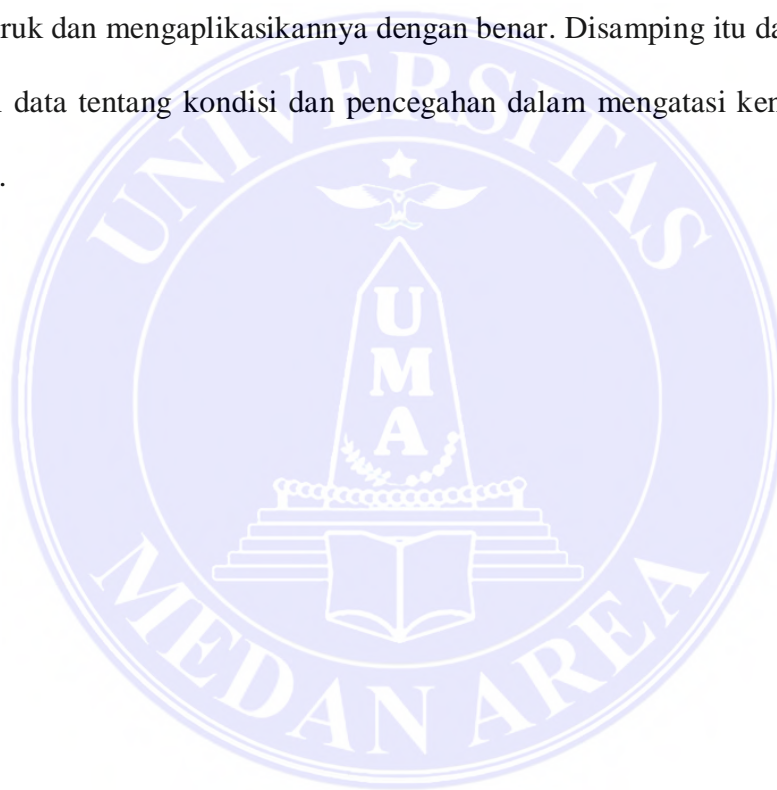 ruk dan mengaplikasikannya dengan benar. Disamping itu da
data tentang kondisi dan pencegahan dalam mengatasi ken
.
UNIVERSITAS
UMA
MEDAN AREA